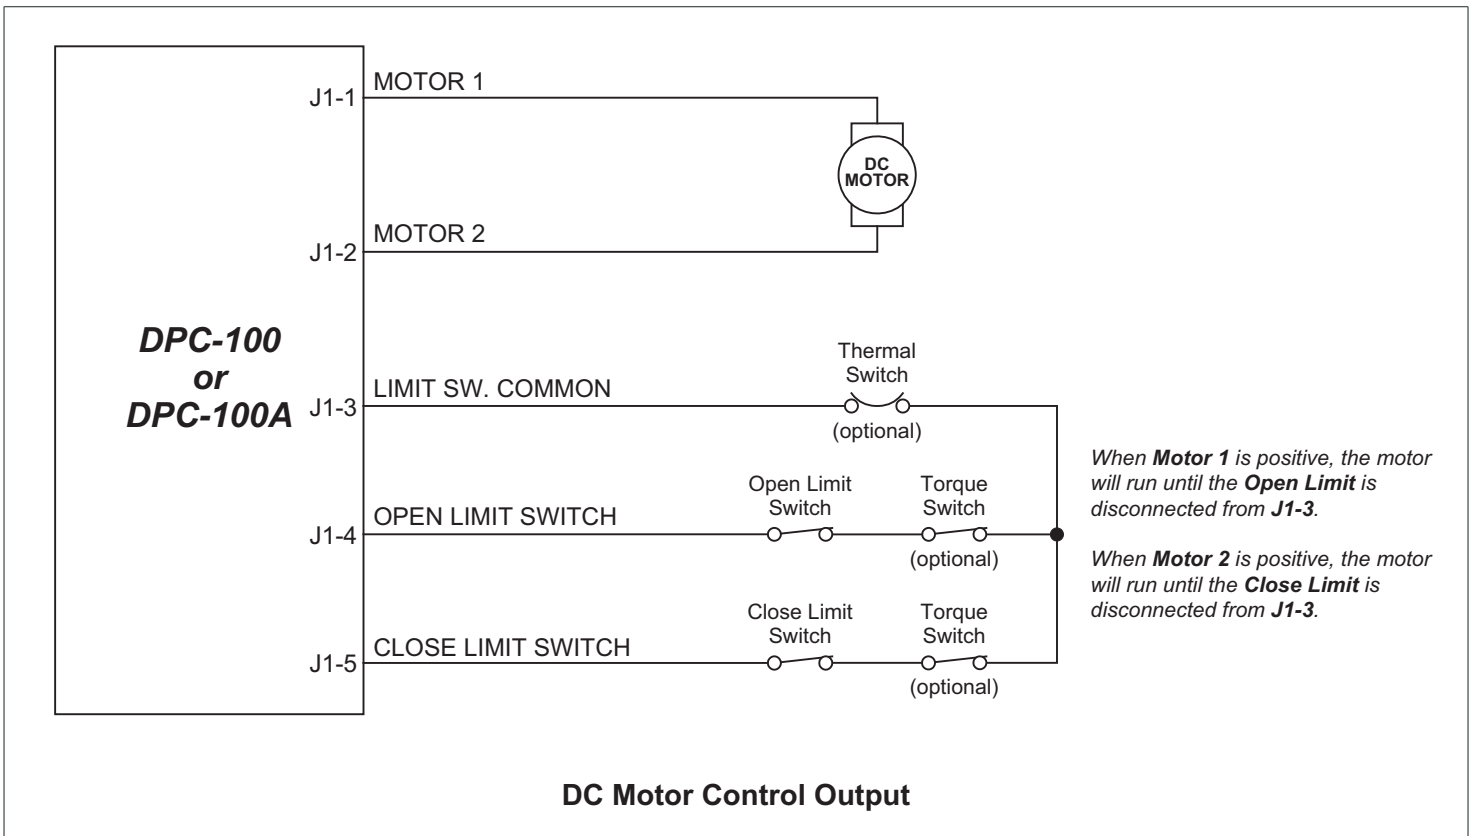 J1-1
MOTOR 1
DC
MOTOR
J1-2
MOTOR 2
DPC-100
or
DPC-100A
J1-3
LIMIT SW. COMMON
Thermal
Switch
(optional)
J1-4
OPEN LIMIT SWITCH
Open Limit
Switch
Torque
Switch
(optional)
J1-5
CLOSE LIMIT SWITCH
Close Limit
Switch
Torque
Switch
(optional)
When Motor 1 is positive, the motor
will run until the Open Limit is
disconnected from J1-3.
When Motor 2 is positive, the motor
will run until the Close Limit is
disconnected from J1-3.
DC Motor Control Output